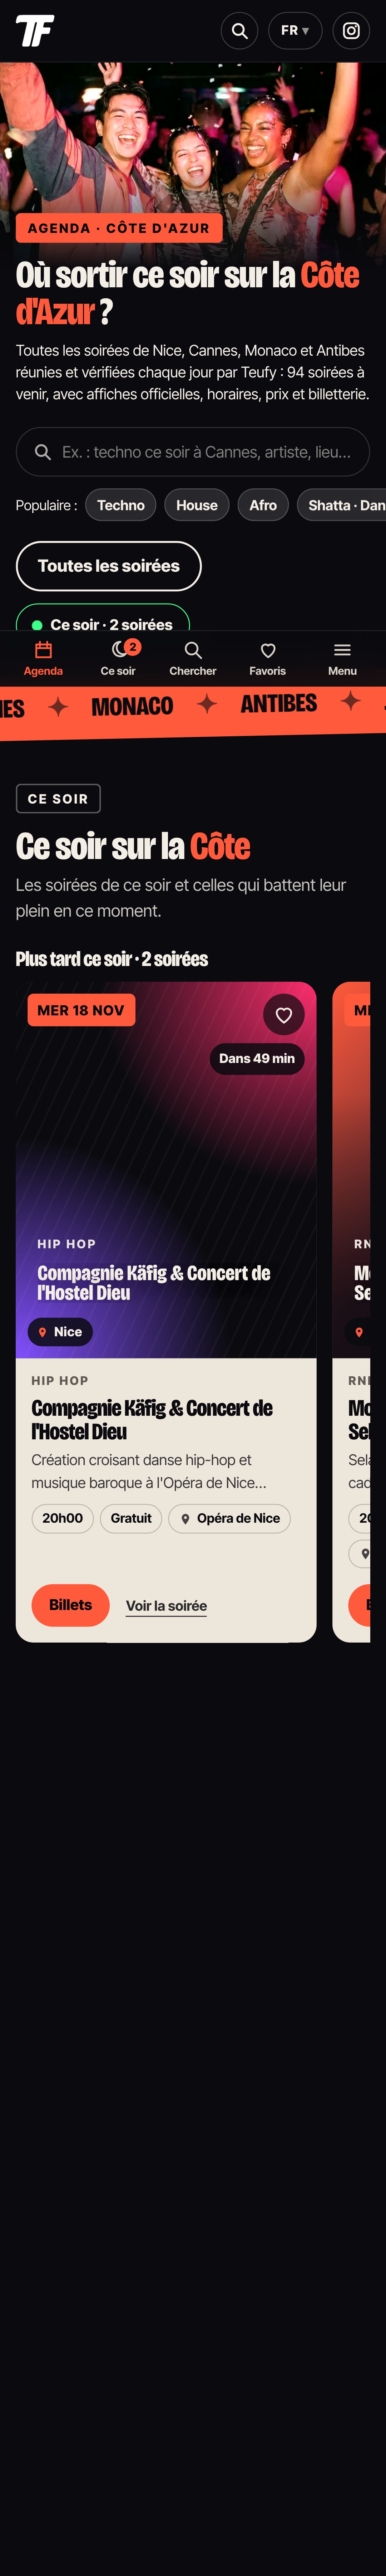 TF
FR ▾
AGENDA · CÔTE D'AZUR
Où sortir ce soir sur la Côte
d'Azur ?
Toutes les soirées de Nice, Cannes, Monaco et Antibes
réunies et vérifiées chaque jour par Teufy : 94 soirées à
venir, avec affiches officielles, horaires, prix et billetterie.
Ex. : techno ce soir à Cannes, artiste, lieu…
Populaire : Techno House Afro Shatta · Dan
Toutes les soirées
Ce soir · 2 soirées
2
Agenda Ce soir Chercher Favoris Menu
ES ✦ MONACO ✦ ANTIBES ✦
CE SOIR
Ce soir sur la Côte
Les soirées de ce soir et celles qui battent leur
plein en ce moment.
Plus tard ce soir · 2 soirées
MER 18 NOV
Dans 49 min
HIP HOP
Compagnie Käfig & Concert de
l'Hostel Dieu
Nice
HIP HOP
Compagnie Käfig & Concert de
l'Hostel Dieu
Création croisant danse hip-hop et
musique baroque à l'Opéra de Nice…
20h00 Gratuit Opéra de Nice
Billets Voir la soirée